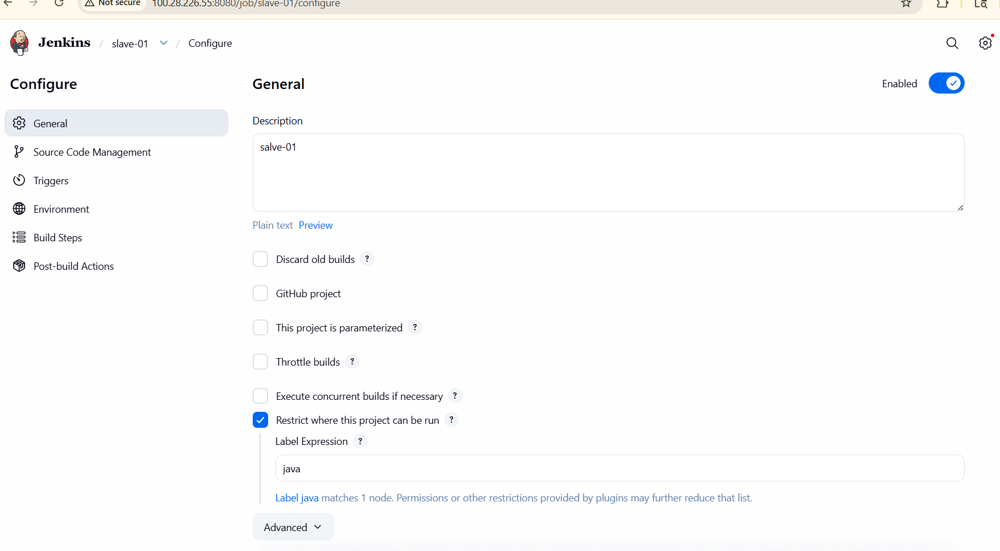 Not secure 100.28.226.55:8080/job/slave-01/configure
Jenkins / slave-01 / Configure
Configure
General
Source Code Management
Triggers
Environment
Build Steps
Post-build Actions
General
Enabled
Description
salve-01
Plain text Preview
Discard old builds ?
GitHub project
This project is parameterized ?
Throttle builds ?
Execute concurrent builds if necessary ?
Restrict where this project can be run ?
Label Expression ?
java
Label java matches 1 node. Permissions or other restrictions provided by plugins may further reduce that list.
Advanced